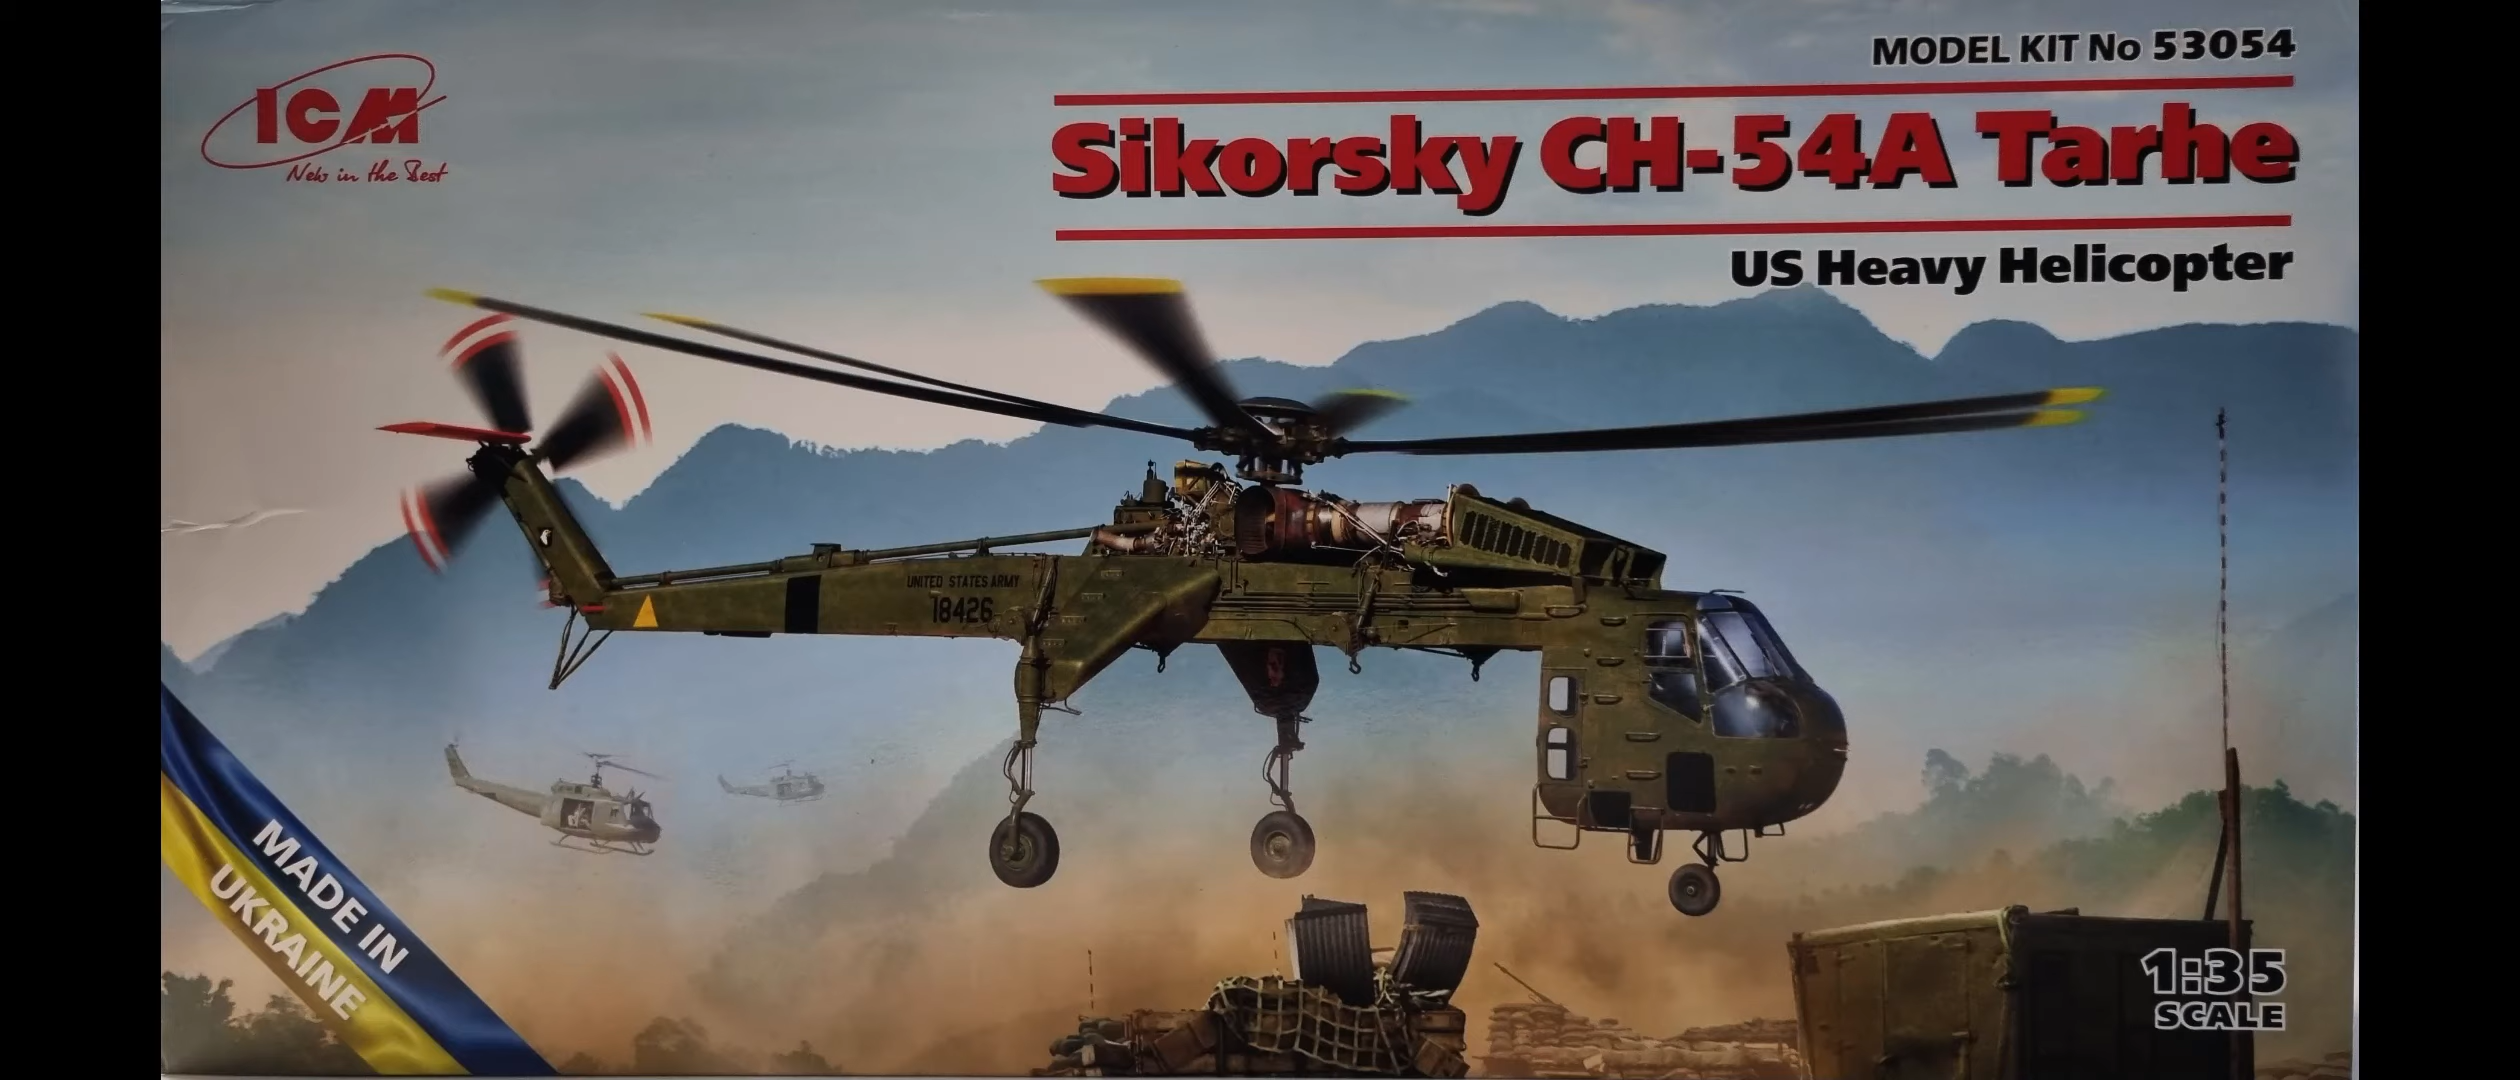 ICM
New in the Best
MODEL KIT No 53054
Sikorsky CH-54A Tarhe
US Heavy Helicopter
UNITED STATES ARMY
18426
MADE IN
UKRAINE
1:35
SCALE